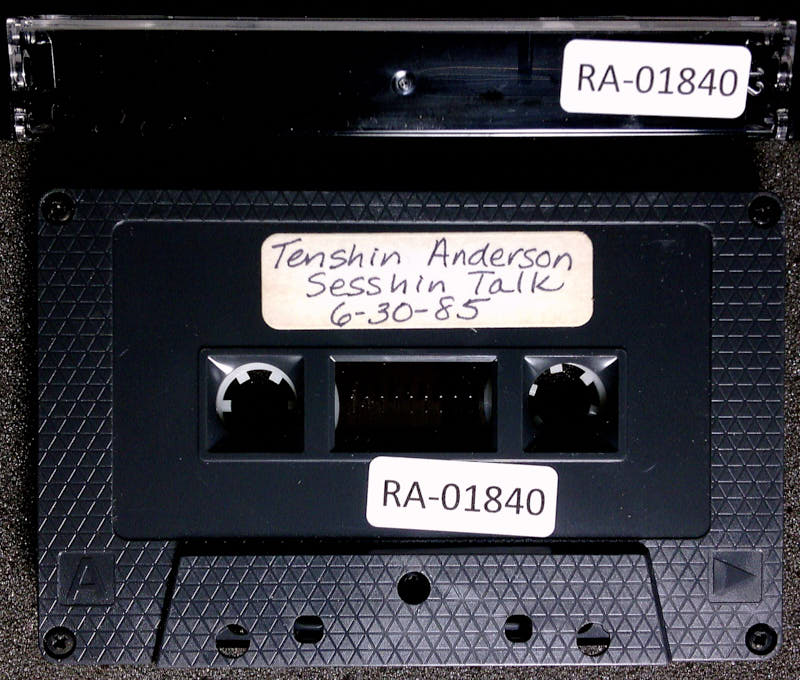 RA-01840
Tenshin Anderson
Sesshin Talk
6-30-85
RA-01840
A